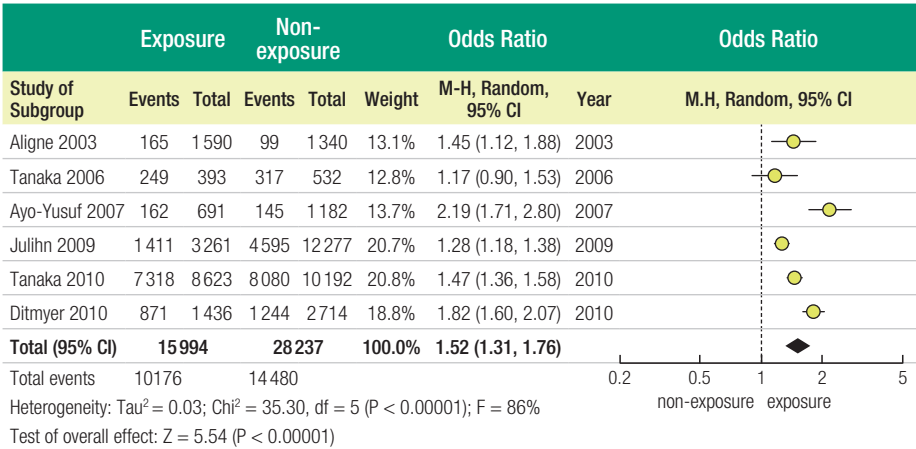 Exposure Non-exposure Odds Ratio Odds Ratio
Study of Subgroup Events Total Events Total Weight M-H, Random, 95% CI Year M.H, Random, 95% CI
Aligne 2003 165 1590 99 1340 13.1% 1.45 (1.12, 1.88) 2003
Tanaka 2006 249 393 317 532 12.8% 1.17 (0.90, 1.53) 2006
Ayo-Yusuf 2007 162 691 145 1182 13.7% 2.19 (1.71, 2.80) 2007
Julihn 2009 1411 3261 4595 12277 20.7% 1.28 (1.18, 1.38) 2009
Tanaka 2010 7318 8623 8080 10192 20.8% 1.47 (1.36, 1.58) 2010
Ditmyer 2010 871 1436 1244 2714 18.8% 1.82 (1.60, 2.07) 2010
Total (95% CI) 15994 28237 100.0% 1.52 (1.31, 1.76)
Total events 10176 14480
0.2 0.5 1 2 5
non-exposure exposure
Heterogeneity: Tau² = 0.03; Chi² = 35.30, df = 5 (P < 0.00001); F = 86%
Test of overall effect: Z = 5.54 (P < 0.00001)